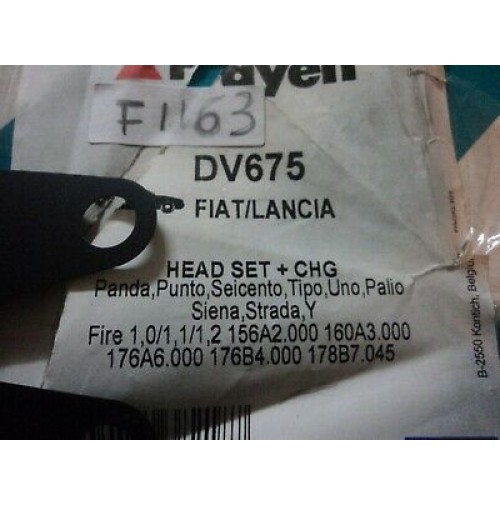 Payen
F1163
DV675
FIAT/LANCIA
HEAD SET + CHG
Panda,Punto,Seicento,Tipo,Uno,Palio
Siena,Strada,Y
Fire 1,0/1,1/1,2 156A2.000 160A3.000
176A6.000 176B4.000 178B7.045
B-2550 Kontich, Belgiu